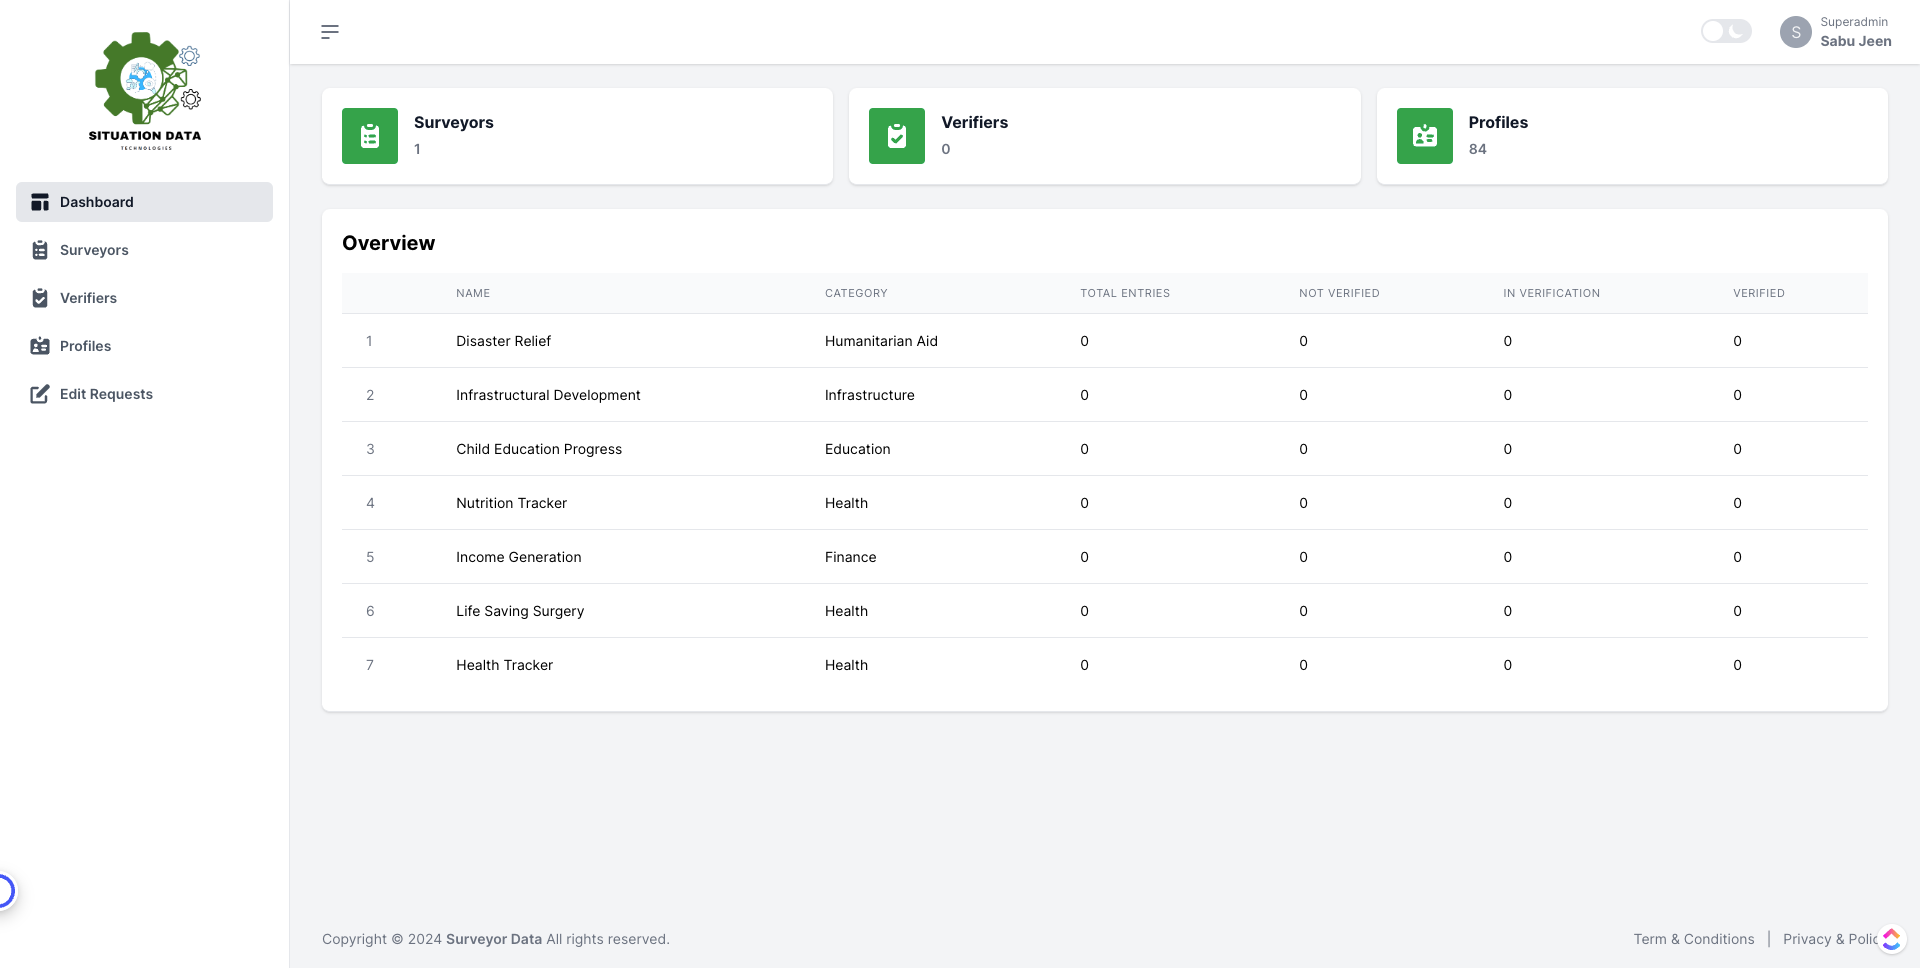 SITUATION DATA
TECHNOLOGIES
Dashboard
Surveyors
Verifiers
Profiles
Edit Requests
S
Superadmin
Sabu Jeen
Surveyors
1
Verifiers
0
Profiles
84
Overview
NAME CATEGORY TOTAL ENTRIES NOT VERIFIED IN VERIFICATION VERIFIED
1 Disaster Relief Humanitarian Aid 0 0 0 0
2 Infrastructural Development Infrastructure 0 0 0 0
3 Child Education Progress Education 0 0 0 0
4 Nutrition Tracker Health 0 0 0 0
5 Income Generation Finance 0 0 0 0
6 Life Saving Surgery Health 0 0 0 0
7 Health Tracker Health 0 0 0 0
Copyright © 2024 Surveyor Data All rights reserved.
Term & Conditions | Privacy &